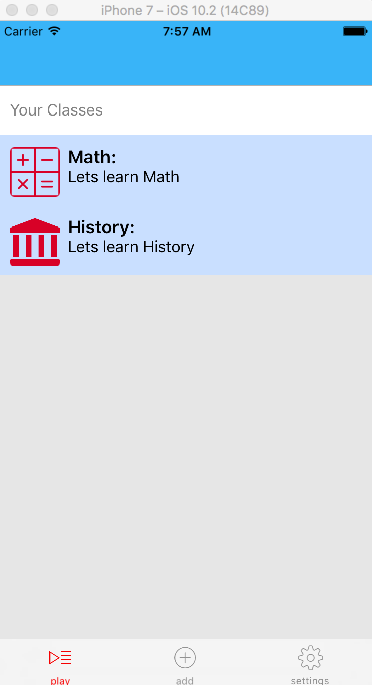 iPhone 7 – iOS 10.2 (14C89)
Carrier 7:57 AM
Your Classes
Math:
Lets learn Math
History:
Lets learn History
play add settings